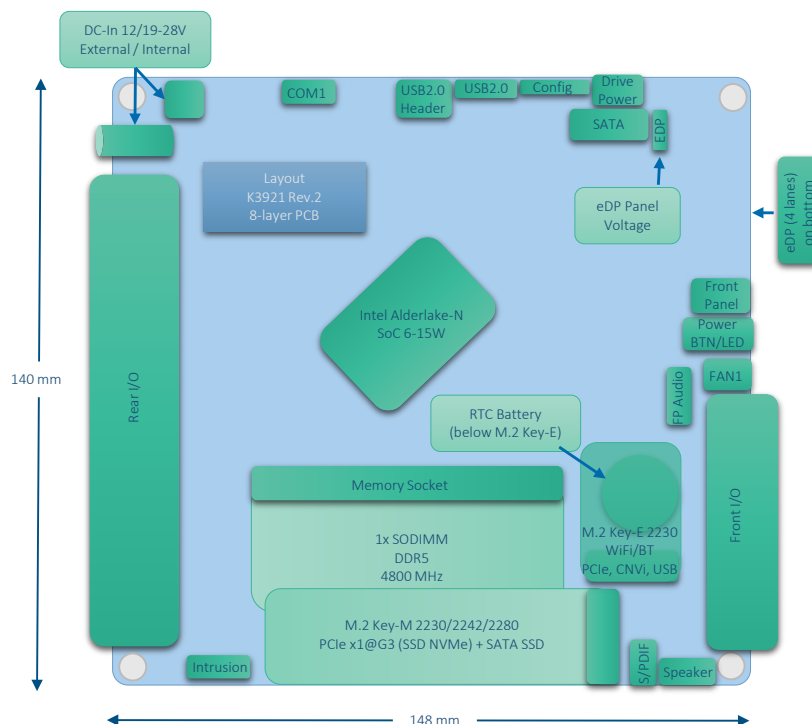 DC-In 12/19-28V
External / Internal
COM1
USB2.0
Header
USB2.0
Config
Drive
Power
SATA
EDP
Layout
K3921 Rev.2
8-layer PCB
eDP Panel
Voltage
eDP (4 lanes)
on bottom
Front
Panel
Power
BTN/LED
Intel Alderlake-N
SoC 6-15W
140 mm
Rear I/O
FAN1
FP Audio
RTC Battery
(below M.2 Key-E)
Memory Socket
Front I/O
1x SODIMM
DDR5
4800 MHz
M.2 Key-E 2230
WiFi/BT
PCIe, CNVi, USB
M.2 Key-M 2230/2242/2280
PCIe x1@G3 (SSD NVMe) + SATA SSD
Intrusion
S/PDIF
Speaker
148 mm